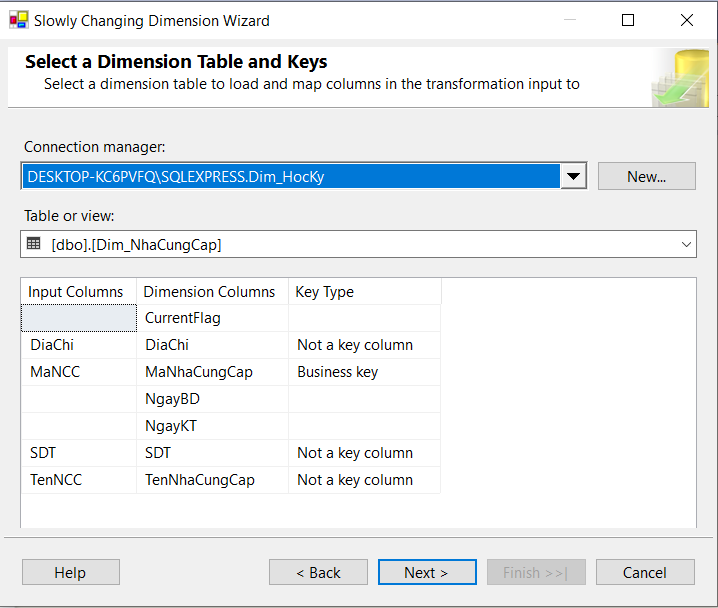 Slowly Changing Dimension Wizard
Select a Dimension Table and Keys
Select a dimension table to load and map columns in the transformation input to
Connection manager:
DESKTOP-KC6PVFQ\SQLEXPRESS.Dim_HocKy
New...
Table or view:
[dbo].[Dim_NhaCungCap]
Input Columns Dimension Columns Key Type
CurrentFlag
DiaChi DiaChi Not a key column
MaNCC MaNhaCungCap Business key
NgayBD
NgayKT
SDT SDT Not a key column
TenNCC TenNhaCungCap Not a key column
Help < Back Next > Finish >>| Cancel